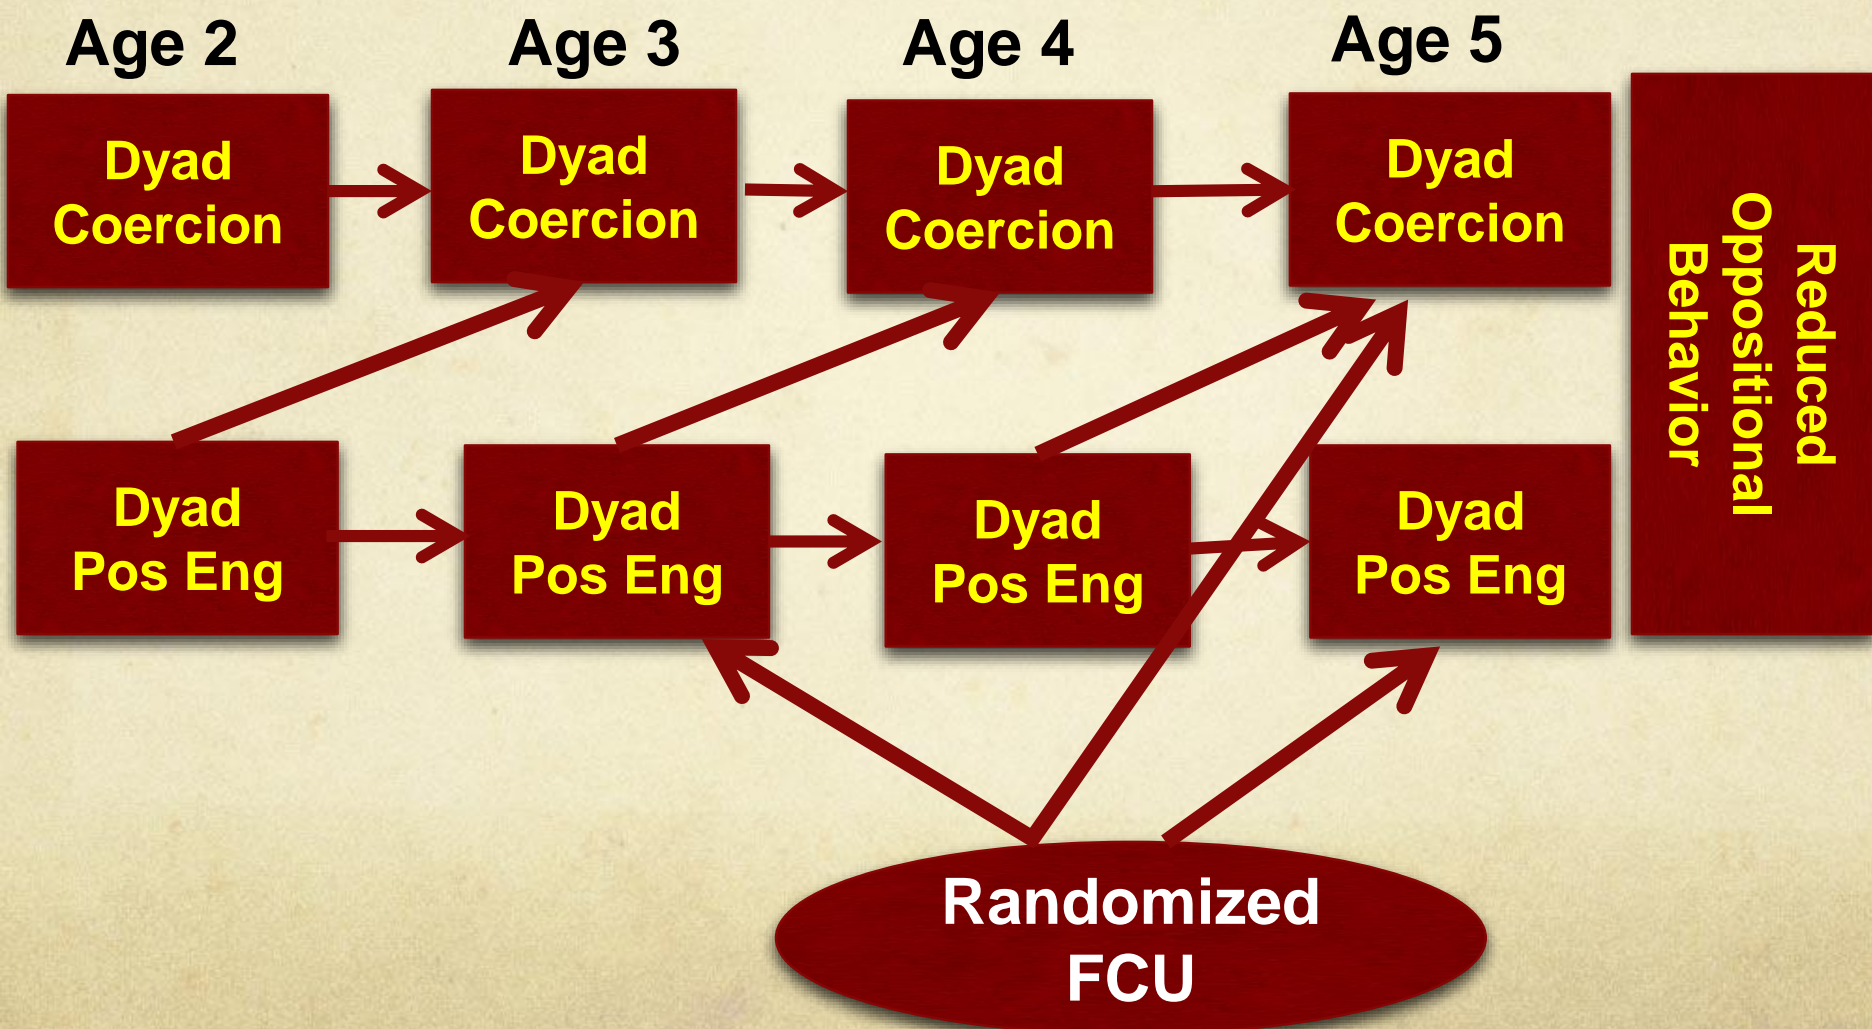 Age 2
Age 3
Age 4
Age 5
Dyad
Coercion
Dyad
Coercion
Dyad
Coercion
Dyad
Coercion
Reduced
Oppositional
Behavior
Dyad
Pos Eng
Dyad
Pos Eng
Dyad
Pos Eng
Dyad
Pos Eng
Randomized
FCU